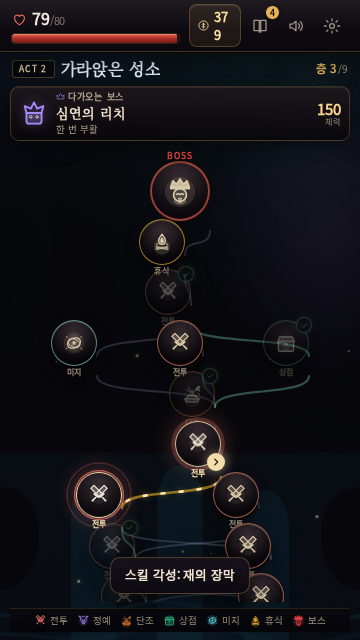 79/80
37
9
4
ACT 2 가라앉은 성소
층 3/9
다가오는 보스
심연의 리치
한 번 부활
150
체력
BOSS
휴식
전투
미지
전투
상점
전투
전투
전투
스킬 각성: 재의 장막
전투 정예 단조 상점 미지 휴식 보스